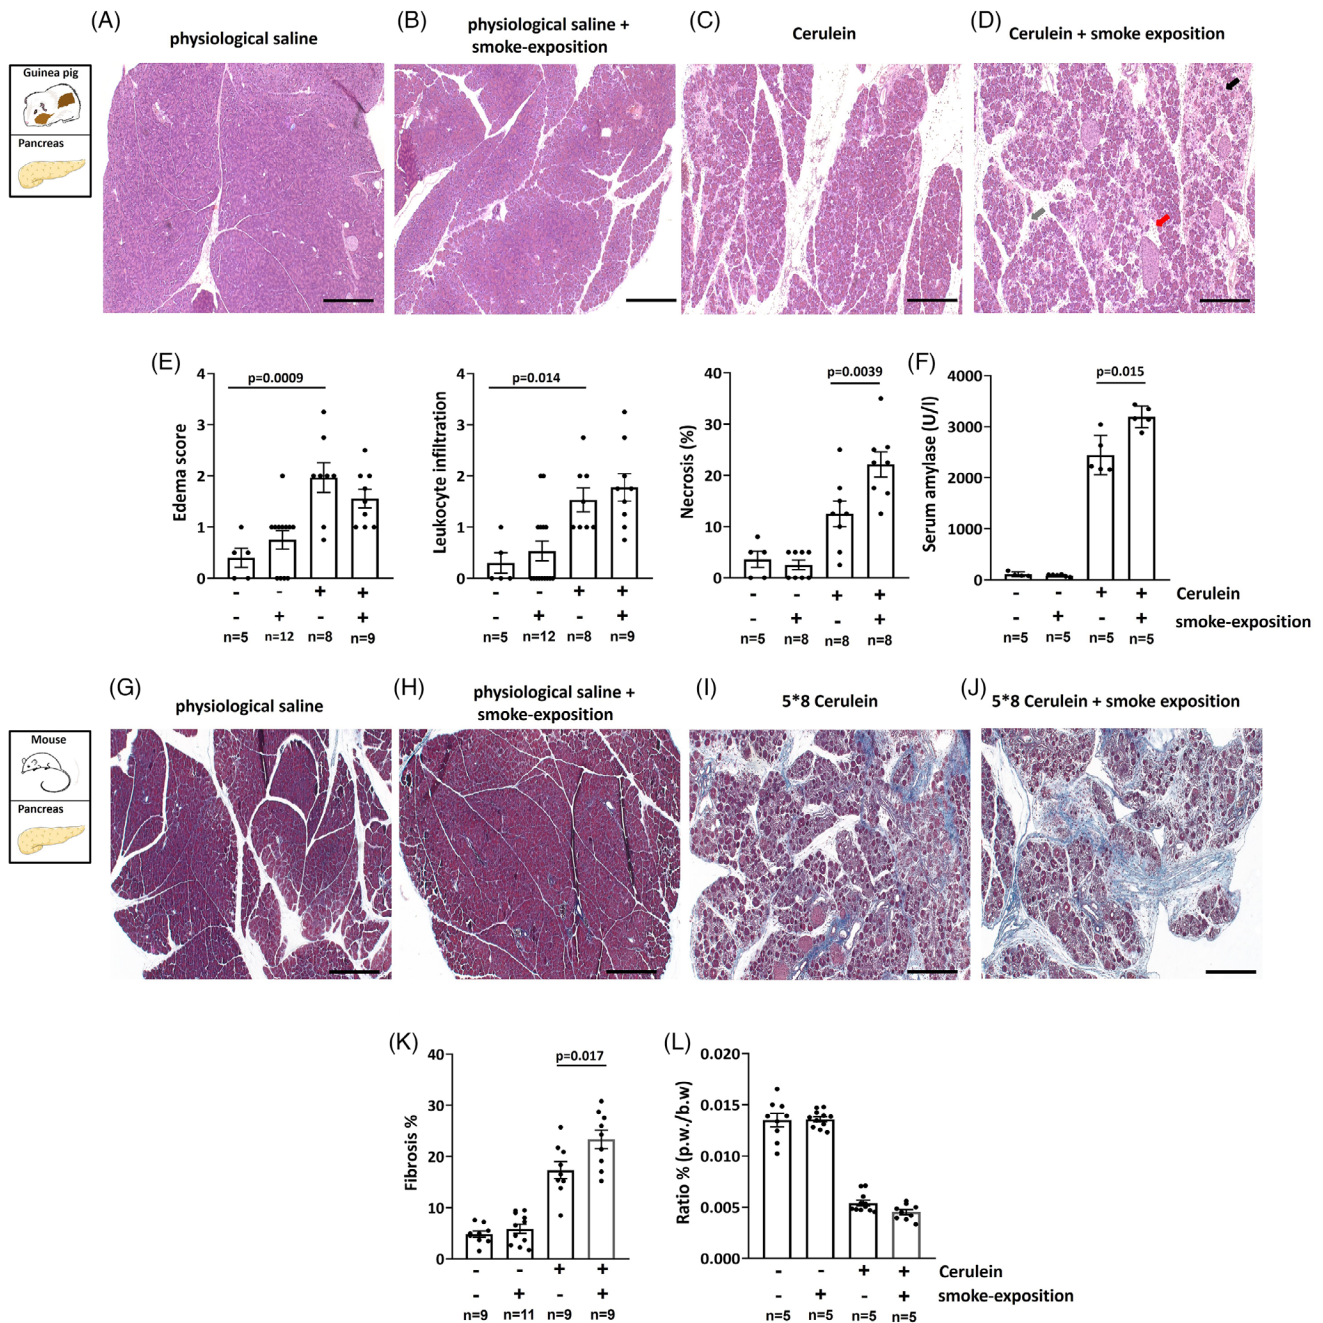 (A)
physiological saline
(B)
physiological saline +
smoke-exposition
(C)
Cerulein
(D)
Cerulein + smoke exposition
Guinea pig
Pancreas
(E)
Edema score
4
3
2
1
0
p=0.0009
- - + +
- + - +
n=5 n=12 n=8 n=9
Leukocyte infiltration
4
3
2
1
0
p=0.014
- - + +
- + - +
n=5 n=12 n=8 n=9
Necrosis (%)
40
30
20
10
0
p=0.0039
- - + +
- + - +
n=5 n=8 n=8 n=8
(F)
Serum amylase (U/l)
4000
3000
2000
1000
0
p=0.015
- - + + Cerulein
- + - + smoke-exposition
n=5 n=5 n=5 n=5
(G)
physiological saline
(H)
physiological saline +
smoke-exposition
(I)
5*8 Cerulein
(J)
5*8 Cerulein + smoke exposition
Mouse
Pancreas
(K)
Fibrosis %
40
30
20
10
0
p=0.017
- - + +
- + - +
n=9 n=11 n=9 n=9
(L)
Ratio % (p.w./b.w)
0.020
0.015
0.010
0.005
0.000
- - + + Cerulein
- + - + smoke-exposition
n=5 n=5 n=5 n=5